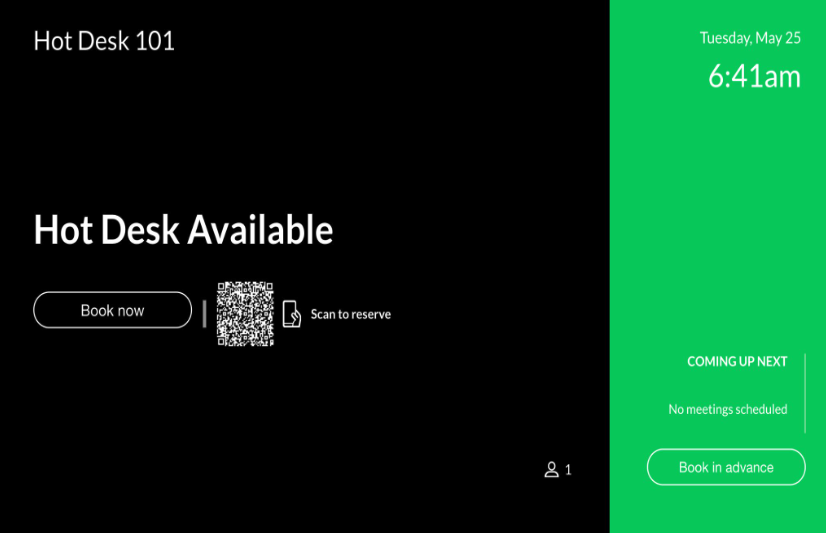 Hot Desk 101
Tuesday, May 25
6:41am
Hot Desk Available
Book now
Scan to reserve
COMING UP NEXT
No meetings scheduled
Book in advance
1